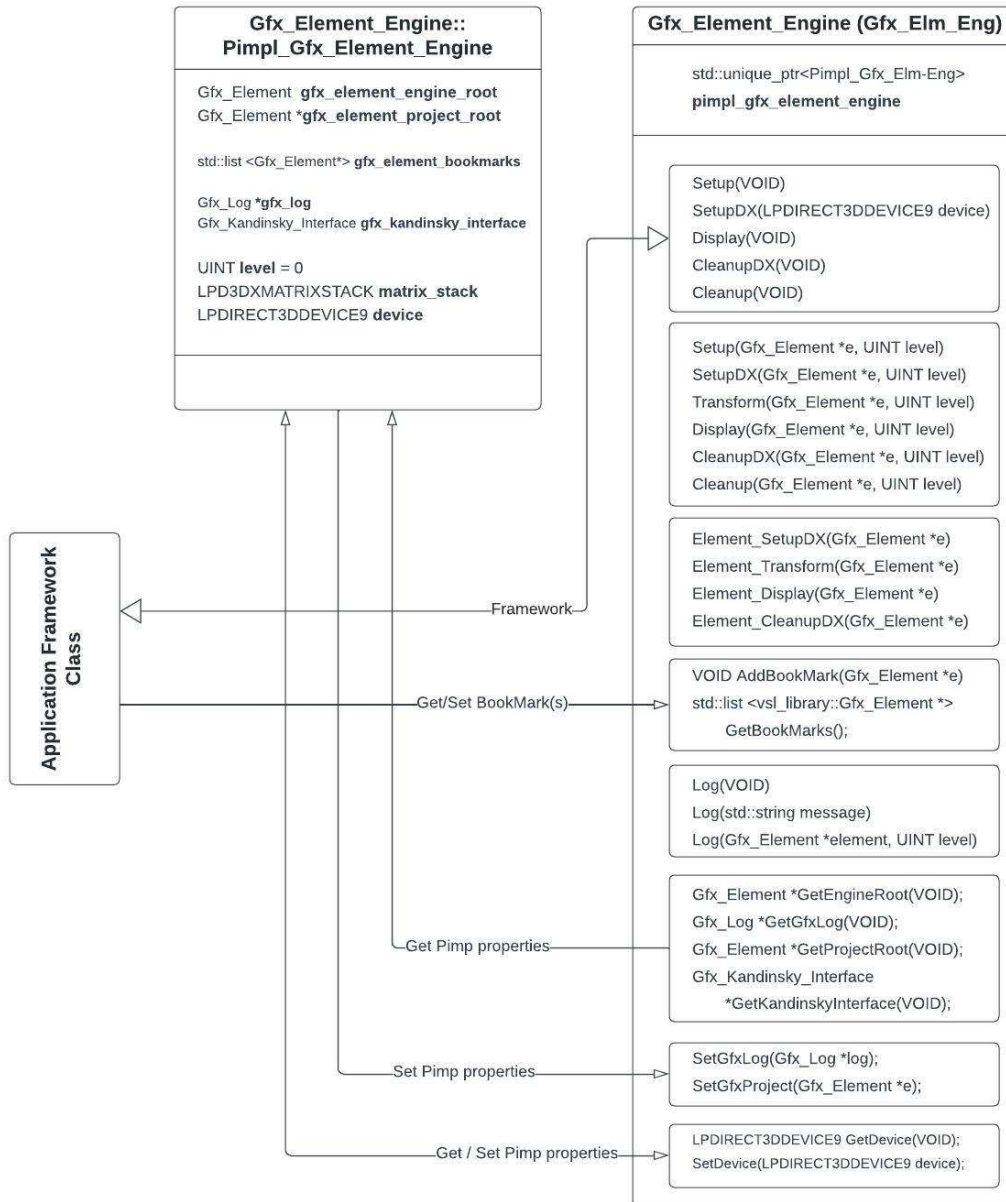 Gfx_Element_Engine::
Pimpl_Gfx_Element_Engine
Gfx_Element gfx_element_engine_root
Gfx_Element *gfx_element_project_root
std::list <Gfx_Element*> gfx_element_bookmarks
Gfx_Log *gfx_log
Gfx_Kandinsky_Interface gfx_kandinsky_interface
UINT level = 0
LPD3DXMATRIXSTACK matrix_stack
LPDIRECT3DDEVICE9 device
Gfx_Element_Engine (Gfx_Elm_Eng)
std::unique_ptr<Pimpl_Gfx_Elm-Eng>
pimpl_gfx_element_engine
Setup(VOID)
SetupDX(LPDIRECT3DDEVICE9 device)
Display(VOID)
CleanupDX(VOID)
Cleanup(VOID)
Setup(Gfx_Element *e, UINT level)
SetupDX(Gfx_Element *e, UINT level)
Transform(Gfx_Element *e, UINT level)
Display(Gfx_Element *e, UINT level)
CleanupDX(Gfx_Element *e, UINT level)
Cleanup(Gfx_Element *e, UINT level)
Element_SetupDX(Gfx_Element *e)
Element_Transform(Gfx_Element *e)
Element_Display(Gfx_Element *e)
Element_CleanupDX(Gfx_Element *e)
VOID AddBookMark(Gfx_Element *e)
std::list <vsl_library::Gfx_Element *>
GetBookMarks();
Log(VOID)
Log(std::string message)
Log(Gfx_Element *element, UINT level)
Gfx_Element *GetEngineRoot(VOID);
Gfx_Log *GetGfxLog(VOID);
Gfx_Element *GetProjectRoot(VOID);
Gfx_Kandinsky_Interface
*GetKandinskyInterface(VOID);
SetGfxLog(Gfx_Log *log);
SetGfxProject(Gfx_Element *e);
LPDIRECT3DDEVICE9 GetDevice(VOID);
SetDevice(LPDIRECT3DDEVICE9 device);
Application Framework
Class
Framework
Get/Set BookMark(s)
Get Pimp properties
Set Pimp properties
Get / Set Pimp properties